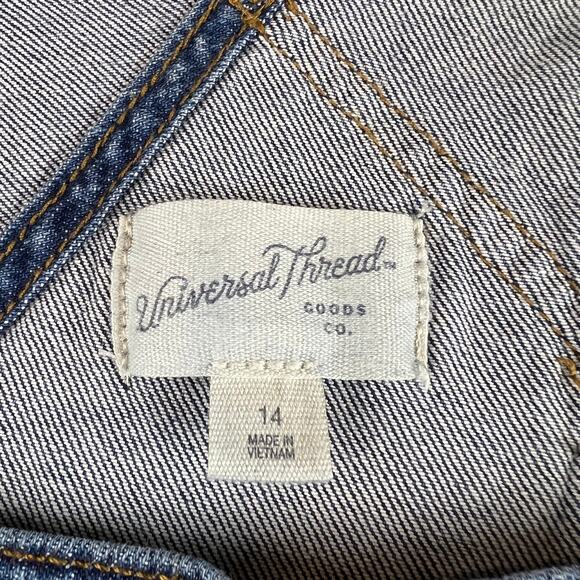 Universal Thread™
GOODS
CO.
14
MADE IN
VIETNAM